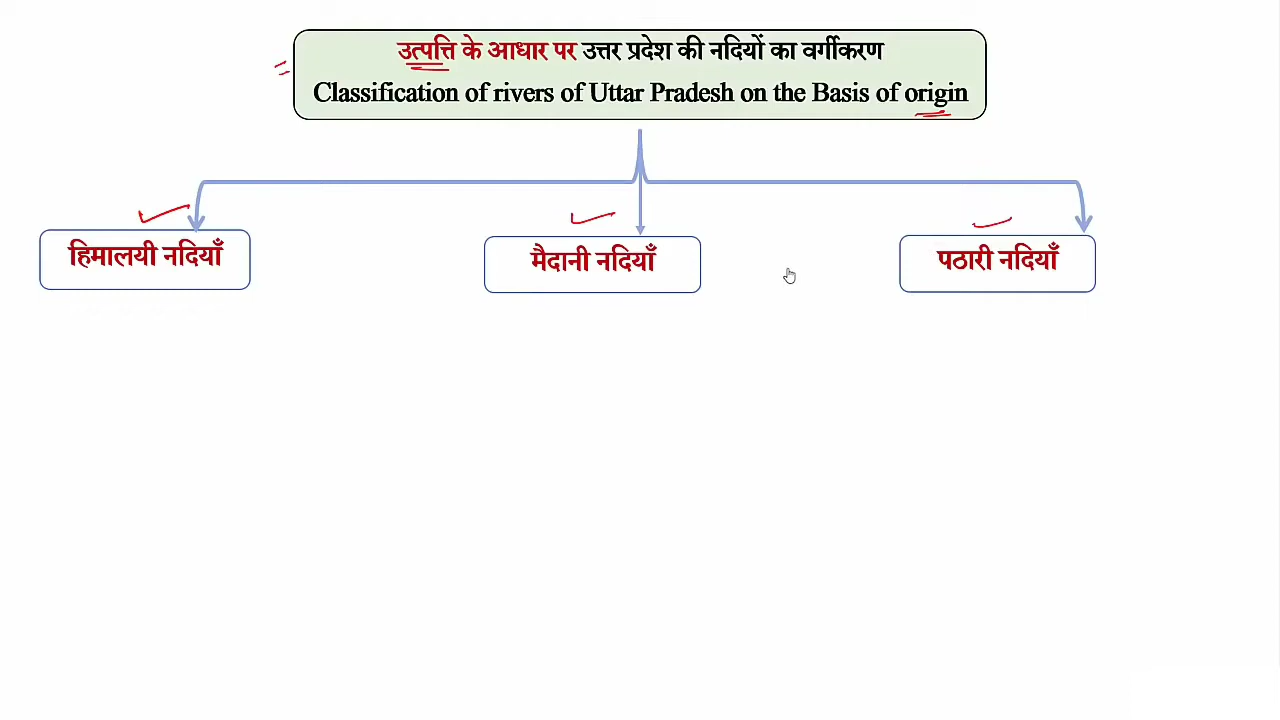 उत्पत्ति के आधार पर उत्तर प्रदेश की नदियों का वर्गीकरण
Classification of rivers of Uttar Pradesh on the Basis of origin
हिमालयी नदियाँ
मैदानी नदियाँ
पठारी नदियाँ